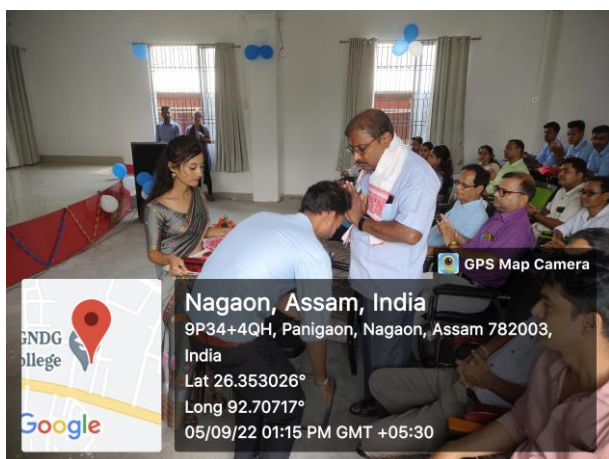 GPS Map Camera
GNDG
ollege
Google
Nagaon, Assam, India
9P34+4QH, Panigaon, Nagaon, Assam 782003,
India
Lat 26.353026°
Long 92.70717°
05/09/22 01:15 PM GMT +05:30